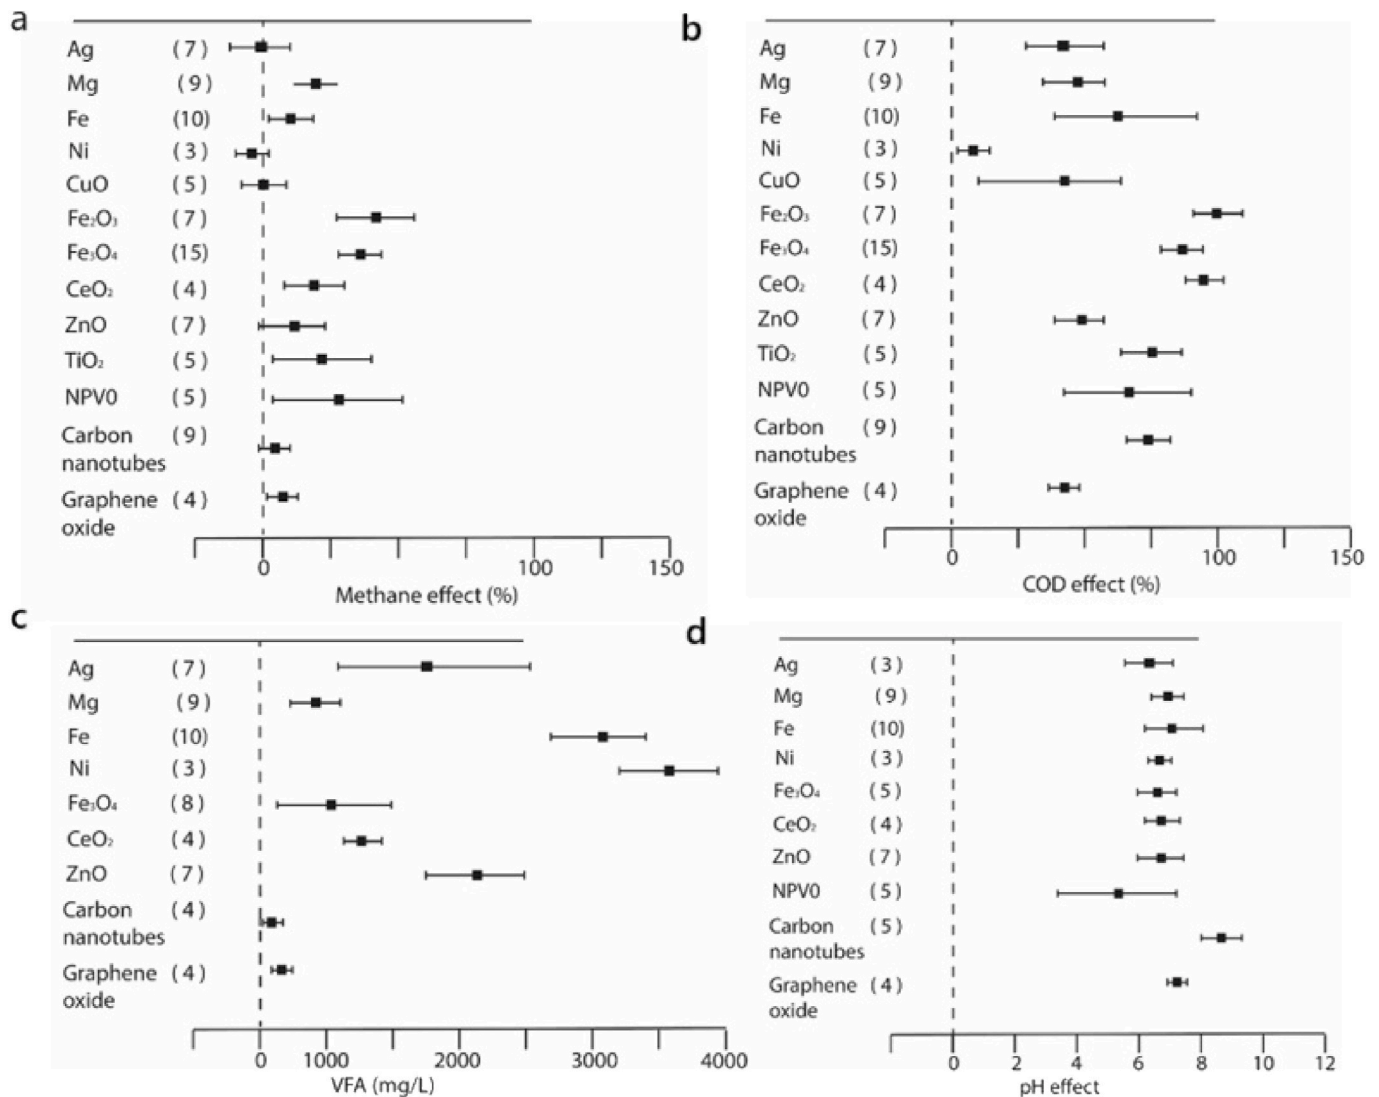 a
Ag (7)
Mg (9)
Fe (10)
Ni (3)
CuO (5)
Fe₂O₃ (7)
Fe₃O₄ (15)
CeO₂ (4)
ZnO (7)
TiO₂ (5)
NPV0 (5)
Carbon (9)
nanotubes
Graphene (4)
oxide
0 100 150
Methane effect (%)
b
Ag (7)
Mg (9)
Fe (10)
Ni (3)
CuO (5)
Fe₂O₃ (7)
Fe₃O₄ (15)
CeO₂ (4)
ZnO (7)
TiO₂ (5)
NPV0 (5)
Carbon (9)
nanotubes
Graphene (4)
oxide
0 100 150
COD effect (%)
c
Ag (7)
Mg (9)
Fe (10)
Ni (3)
Fe₃O₄ (8)
CeO₂ (4)
ZnO (7)
Carbon (4)
nanotubes
Graphene (4)
oxide
0 1000 2000 3000 4000
VFA (mg/L)
d
Ag (3)
Mg (9)
Fe (10)
Ni (3)
Fe₃O₄ (5)
CeO₂ (4)
ZnO (7)
NPV0 (5)
Carbon (5)
nanotubes
Graphene (4)
oxide
0 2 4 6 8 10 12
pH effect